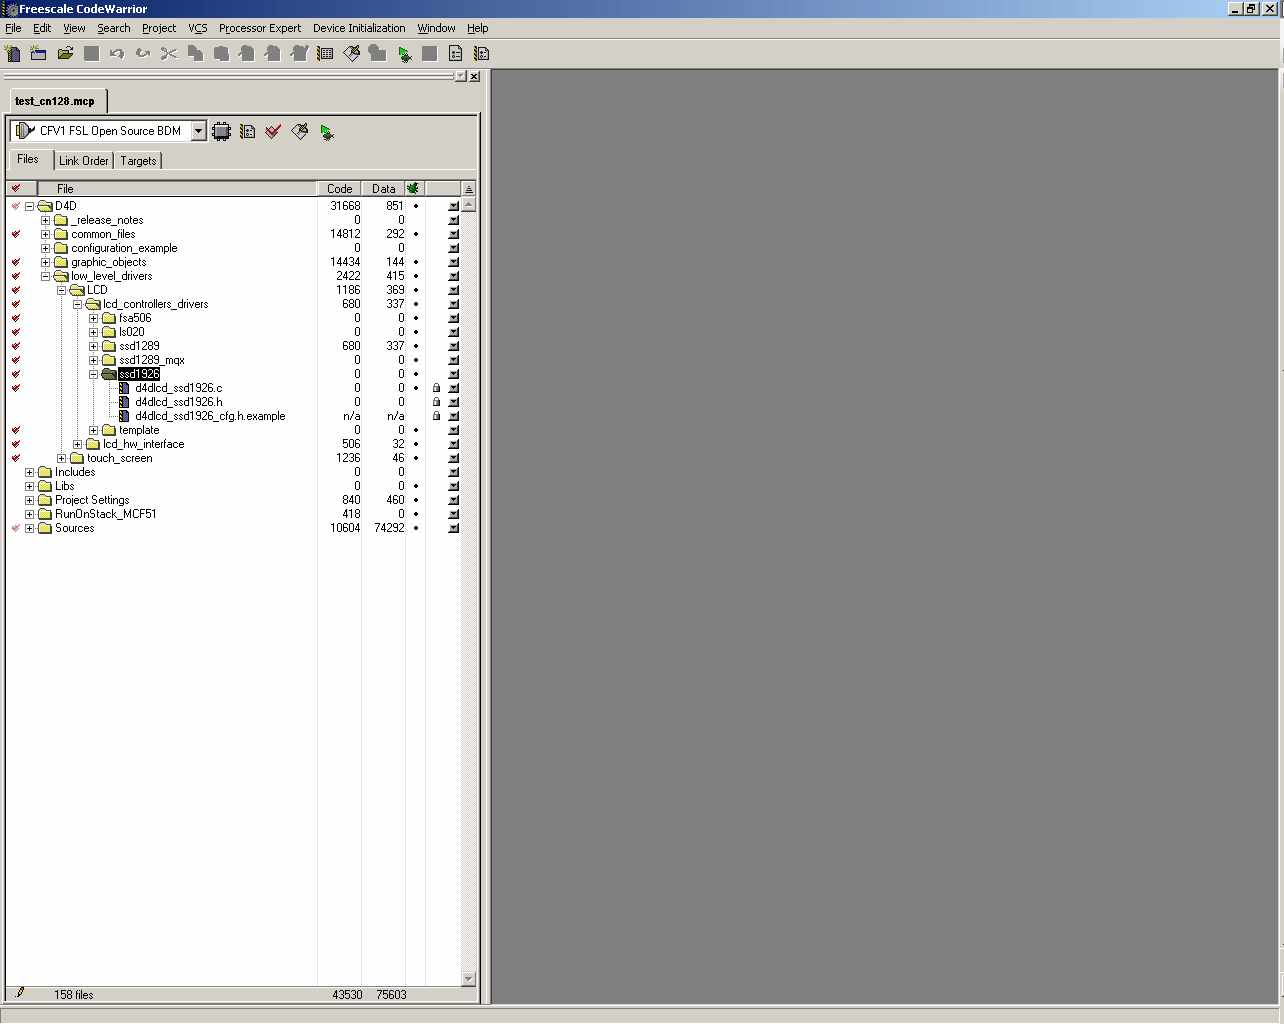 Freescale CodeWarrior
File Edit View Search Project VCS Processor Expert Device Initialization Window Help
test_cn128.mcp
CFV1 FSL Open Source BDM
Files Link Order Targets
File Code Data
D4D 31668 851
_release_notes 0 0
common_files 14812 292
configuration_example 0 0
graphic_objects 14434 144
low_level_drivers 2422 415
LCD 1186 369
lcd_controllers_drivers 680 337
fsa506 0 0
ls020 0 0
ssd1289 680 337
ssd1289_mqx 0 0
ssd1926 0 0
d4dlcd_ssd1926.c 0 0
d4dlcd_ssd1926.h 0 0
d4dlcd_ssd1926_cfg.h.example n/a n/a
template 0 0
lcd_hw_interface 506 32
touch_screen 1236 46
Includes 0 0
Libs 0 0
Project Settings 840 460
RunOnStack_MCF51 418 0
Sources 10604 74292
158 files 43530 75603